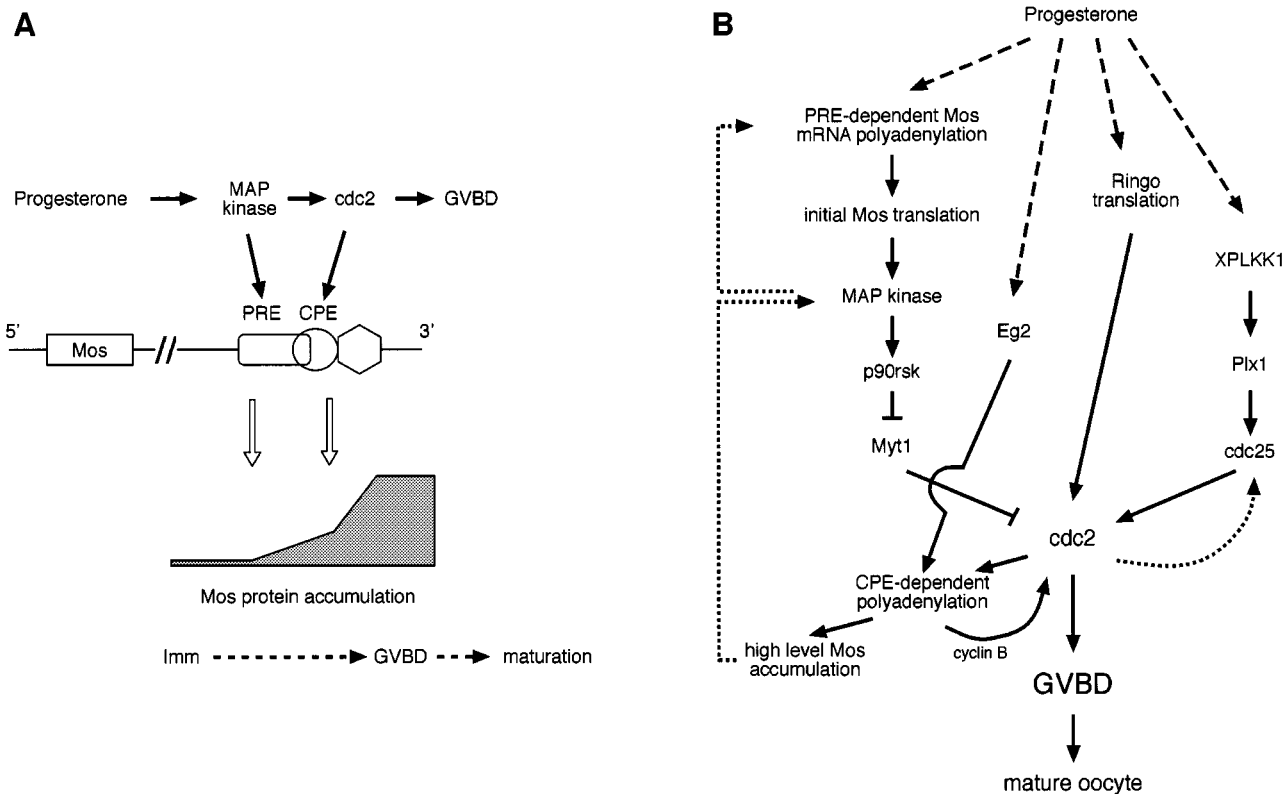 A
Progesterone
MAP
kinase
cdc2
GVBD
PRE
CPE
5'
3'
Mos
Mos protein accumulation
Imm
GVBD
maturation
B
Progesterone
PRE-dependent Mos
mRNA polyadenylation
Ringo
translation
initial Mos translation
XPLKK1
MAP kinase
Eg2
p90rsk
Plx1
Myt1
cdc25
cdc2
CPE-dependent
polyadenylation
cyclin B
high level Mos
accumulation
GVBD
mature oocyte